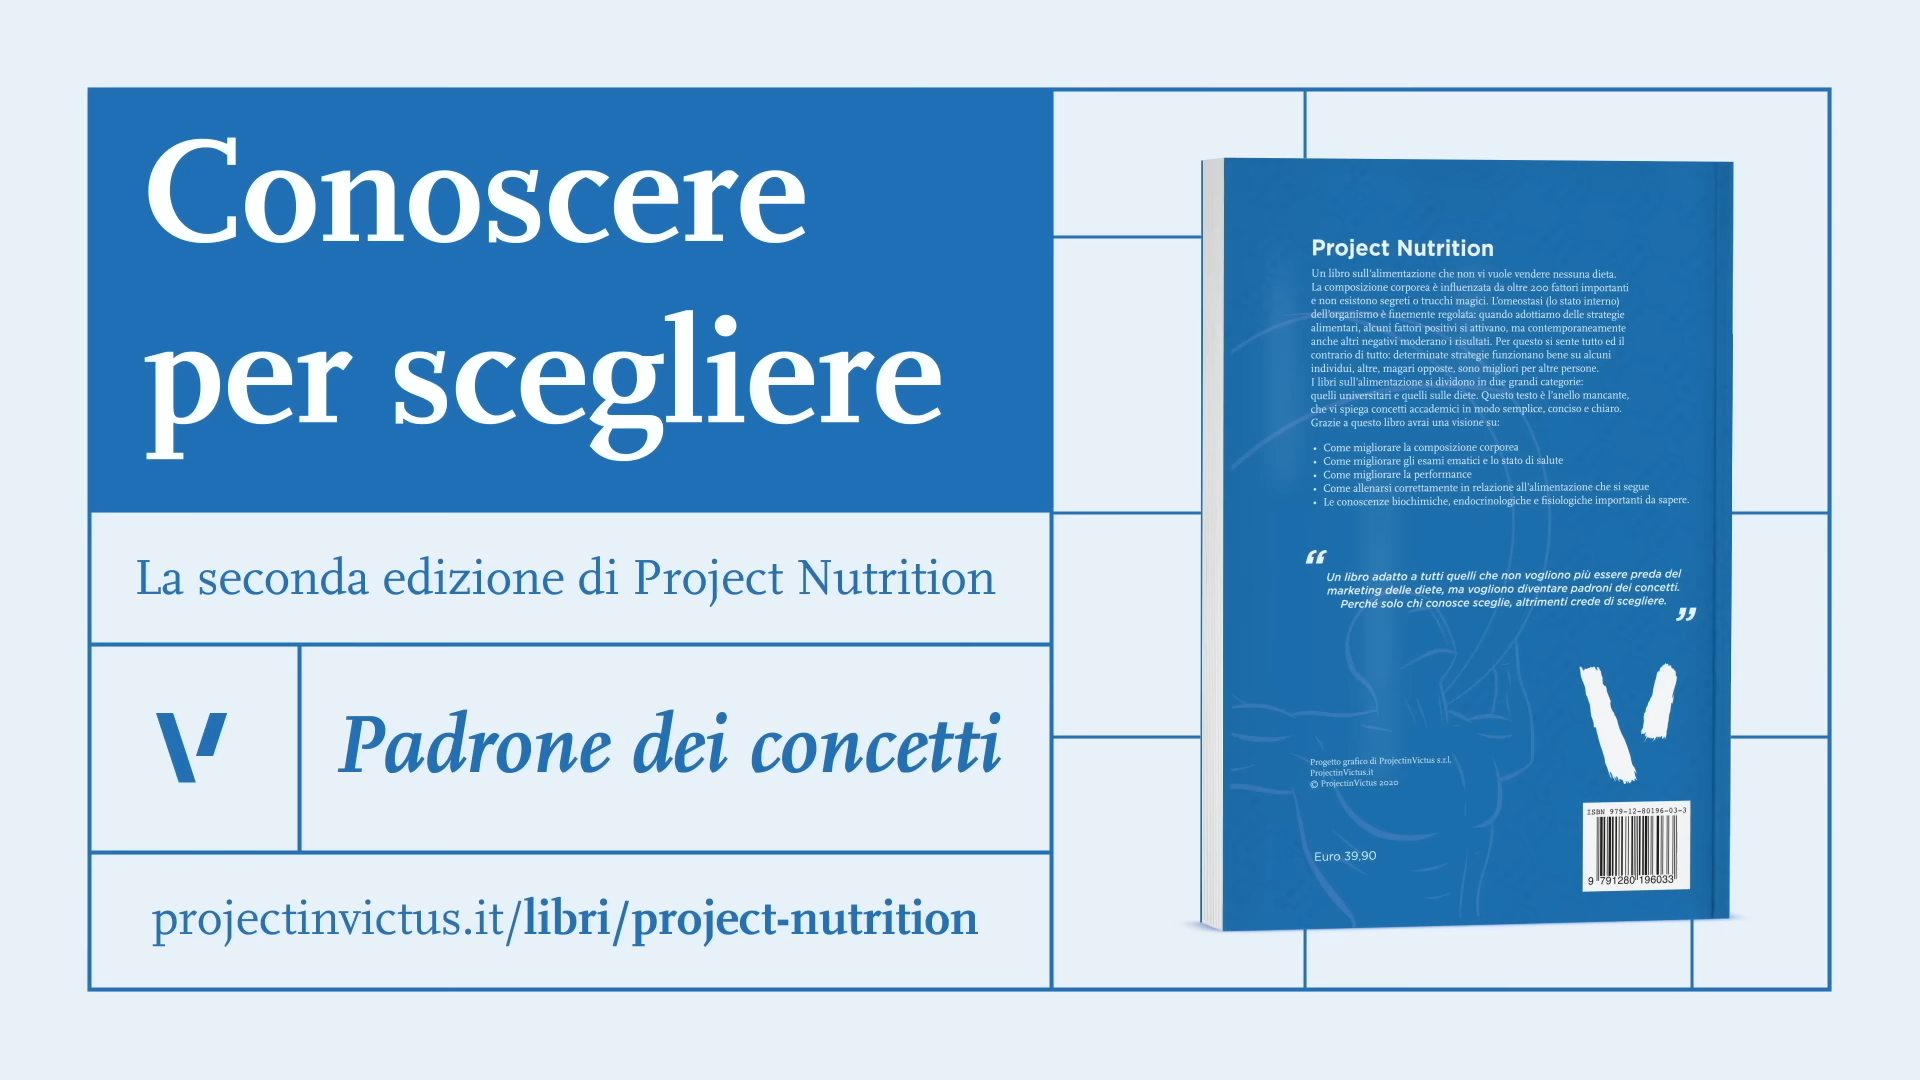 Conoscere
per scegliere
La seconda edizione di Project Nutrition
Padrone dei concetti
projectinvictus.it/libri/project-nutrition
Project Nutrition
Un libro sull'alimentazione che non vi vuole vendere nessuna dieta.
La composizione corporea è influenzata da oltre 200 fattori importanti
e non esistono segreti o trucchi magici. L'omeostasi (lo stato interno)
dell'organismo è finemente regolata: quando adottiamo delle strategie
alimentari, alcuni fattori positivi si attivano, ma contemporaneamente
anche altri negativi moderano i risultati. Per questo si sente tutto ed il
contrario di tutto: determinate strategie funzionano bene su alcuni
individui, altre, magari opposte, sono migliori per altre persone.
I libri sull'alimentazione si dividono in due grandi categorie:
quelli universitari e quelli sulle diete. Questo testo è l'anello mancante,
che vi spiega concetti accademici in modo semplice, conciso e chiaro.
Grazie a questo libro avrai una visione su:
• Come migliorare la composizione corporea
• Come migliorare gli esami ematici e lo stato di salute
• Come migliorare la performance
• Come allenarsi correttamente in relazione all'alimentazione che si segue
• Le conoscenze biochimiche, endocrinologiche e fisiologiche importanti da sapere.
“
Un libro adatto a tutti quelli che non vogliono più essere preda del
marketing delle diete, ma vogliono diventare padroni dei concetti.
Perché solo chi conosce sceglie, altrimenti crede di scegliere.
”
Progetto grafico di ProjectinVictus s.r.l.
ProjectinVictus.it
© ProjectinVictus 2020
Euro 39,90
ISBN 979-12-80196-03-3
9 791280 196033